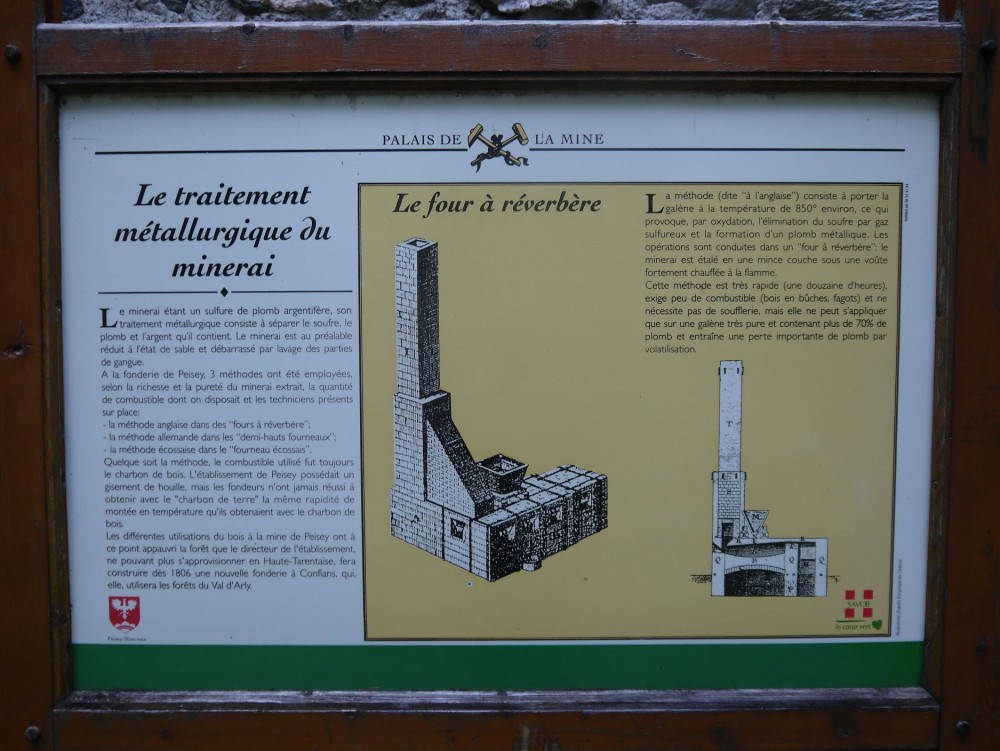 PALAIS DE LA MINE
Le traitement
métallurgique du
minerai
Le minerai étant un sulfure de plomb argentifère, son
traitement métallurgique consiste à séparer le soufre, le
plomb et l'argent qu'il contient. Le minerai est au préalable
réduit à l'état de sable et débarrassé par lavage des parties
de gangue.
A la fonderie de Peisey, 3 méthodes ont été employées,
selon la richesse et la pureté du minerai extrait, la quantité
de combustible dont on disposait et les techniciens présents
sur place:
- la méthode anglaise dans des "fours à réverbère";
- la méthode allemande dans les "demi-hauts fourneaux";
- la méthode écossaise dans le "fourneau écossais".
Quelque soit la méthode, le combustible utilisé fut toujours
le charbon de bois. L'établissement de Peisey possédait un
gisement de houille, mais les fondeurs n'ont jamais réussi à
obtenir avec le "charbon de terre" la même rapidité de
montée en température qu'ils obtenaient avec le charbon de
bois.
Les différentes utilisations du bois à la mine de Peisey ont à
ce point appauvri la forêt que le directeur de l'établissement,
ne pouvant plus s'approvisionner en Haute-Tarentaise, fera
construire dès 1806 une nouvelle fonderie à Conflans, qui,
elle, utilisera les forêts du Val d'Arly.
Peisey-Nancroix
Le four à réverbère
La méthode (dite "à l'anglaise") consiste à porter la
galène à la température de 850° environ, ce qui
provoque, par oxydation, l'élimination du soufre par gaz
sulfureux et la formation d'un plomb métallique. Les
opérations sont conduites dans un "four à réverbère": le
minerai est étalé en une mince couche sous une voûte
fortement chauffée à la flamme.
Cette méthode est très rapide (une douzaine d'heures),
exige peu de combustible (bois en bûches, fagots) et ne
nécessite pas de soufflerie, mais elle ne peut s'appliquer
que sur une galène très pure et contenant plus de 70% de
plomb et entraîne une perte importante de plomb par
volatilisation.
T
M
SAVOIE
le cœur vert